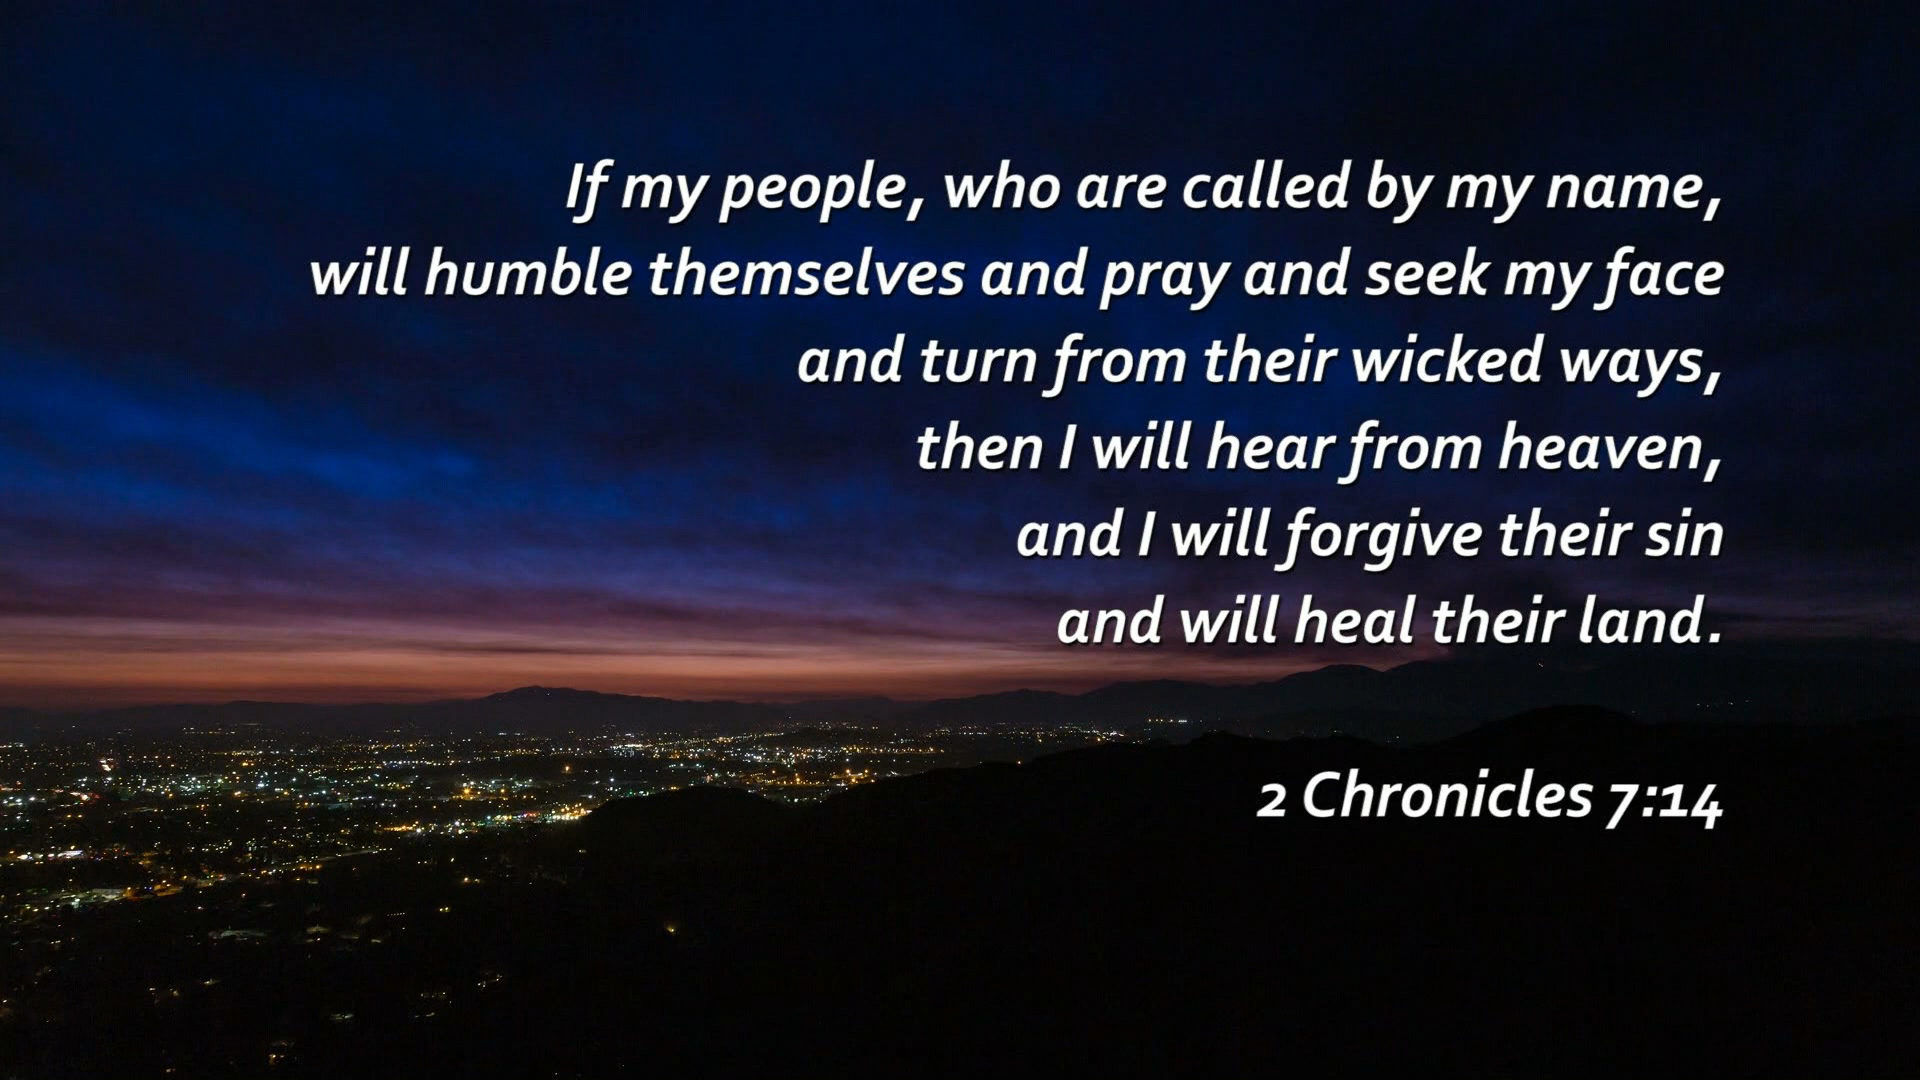 If my people, who are called by my name,
will humble themselves and pray and seek my face
and turn from their wicked ways,
then I will hear from heaven,
and I will forgive their sin
and will heal their land.
2 Chronicles 7:14